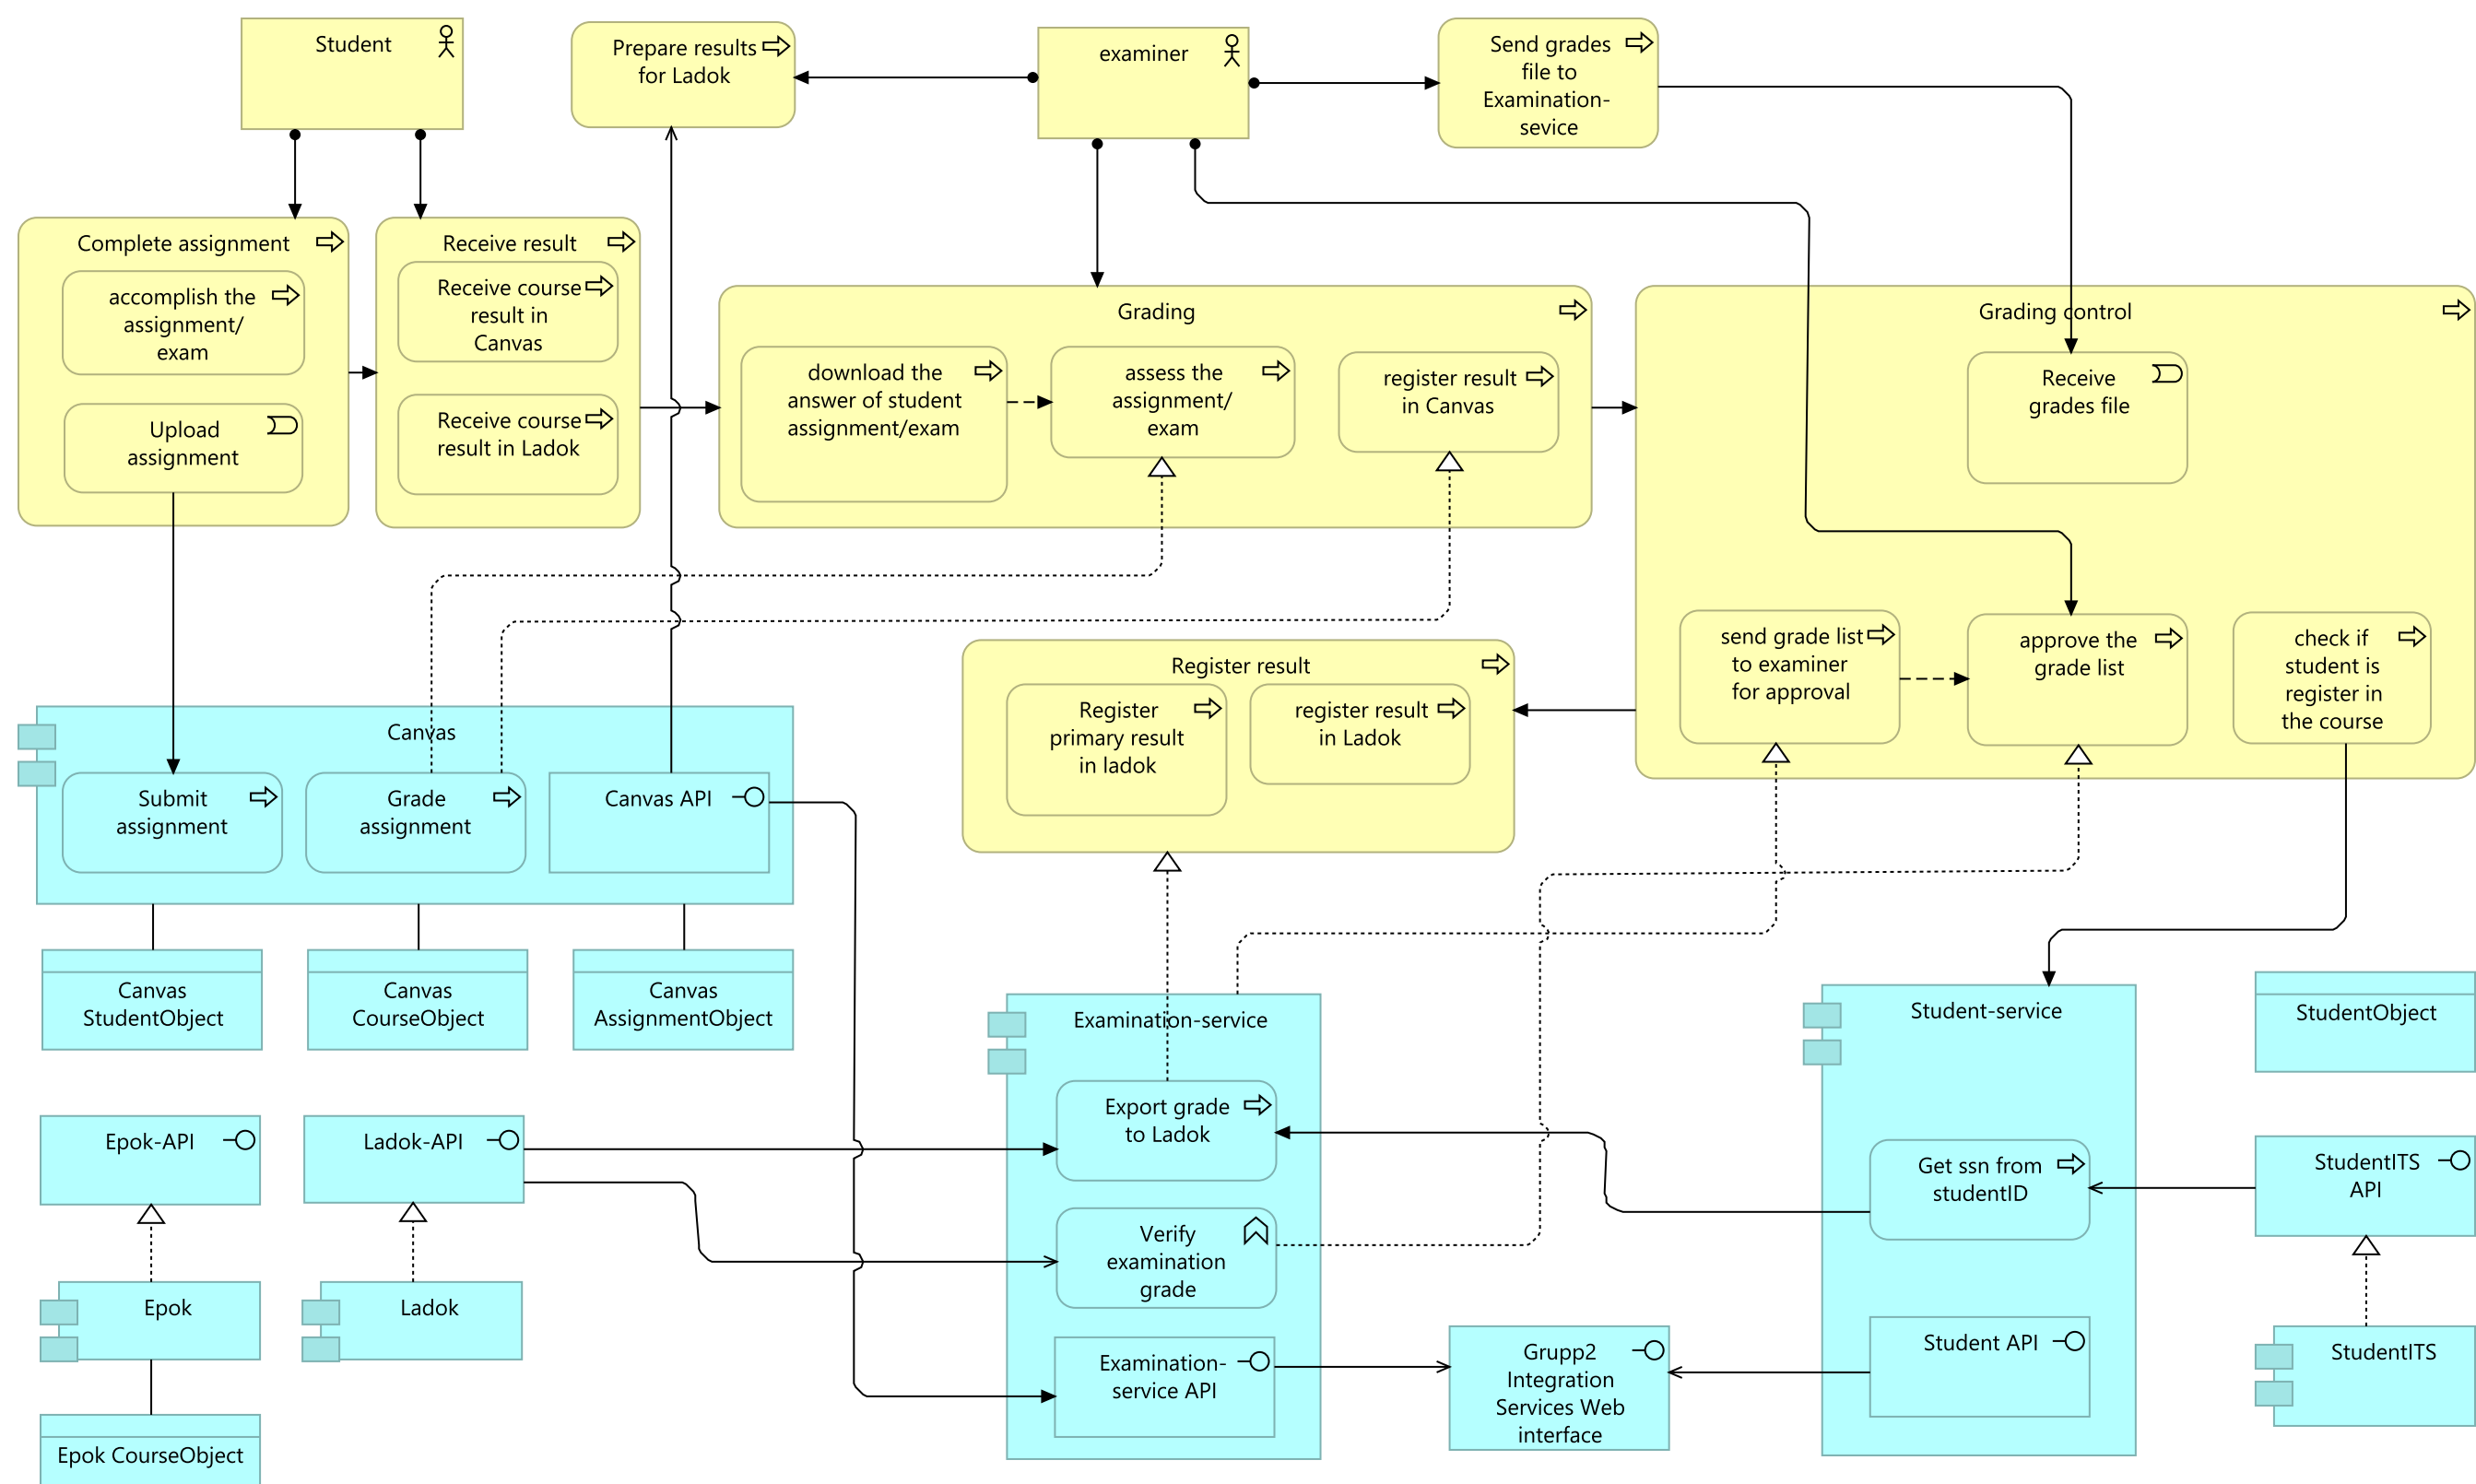 Student
Prepare results
for Ladok
examiner
Send grades
file to
Examination-
sevice
Complete assignment
accomplish the
assignment/
exam
Upload
assignment
Receive result
Receive course
result in
Canvas
Receive course
result in Ladok
Grading
download the
answer of student
assignment/exam
assess the
assignment/
exam
register result
in Canvas
Grading control
Receive
grades file
send grade list
to examiner
for approval
approve the
grade list
check if
student is
register in
the course
Register result
Register
primary result
in ladok
register result
in Ladok
Canvas
Submit
assignment
Grade
assignment
Canvas API
Canvas
StudentObject
Canvas
CourseObject
Canvas
AssignmentObject
Examination-service
Export grade
to Ladok
Verify
examination
grade
Examination-
service API
Student-service
Get ssn from
studentID
Student API
StudentObject
Epok-API
Ladok-API
StudentITS
API
Epok
Ladok
Grupp2
Integration
Services Web
interface
StudentITS
Epok CourseObject